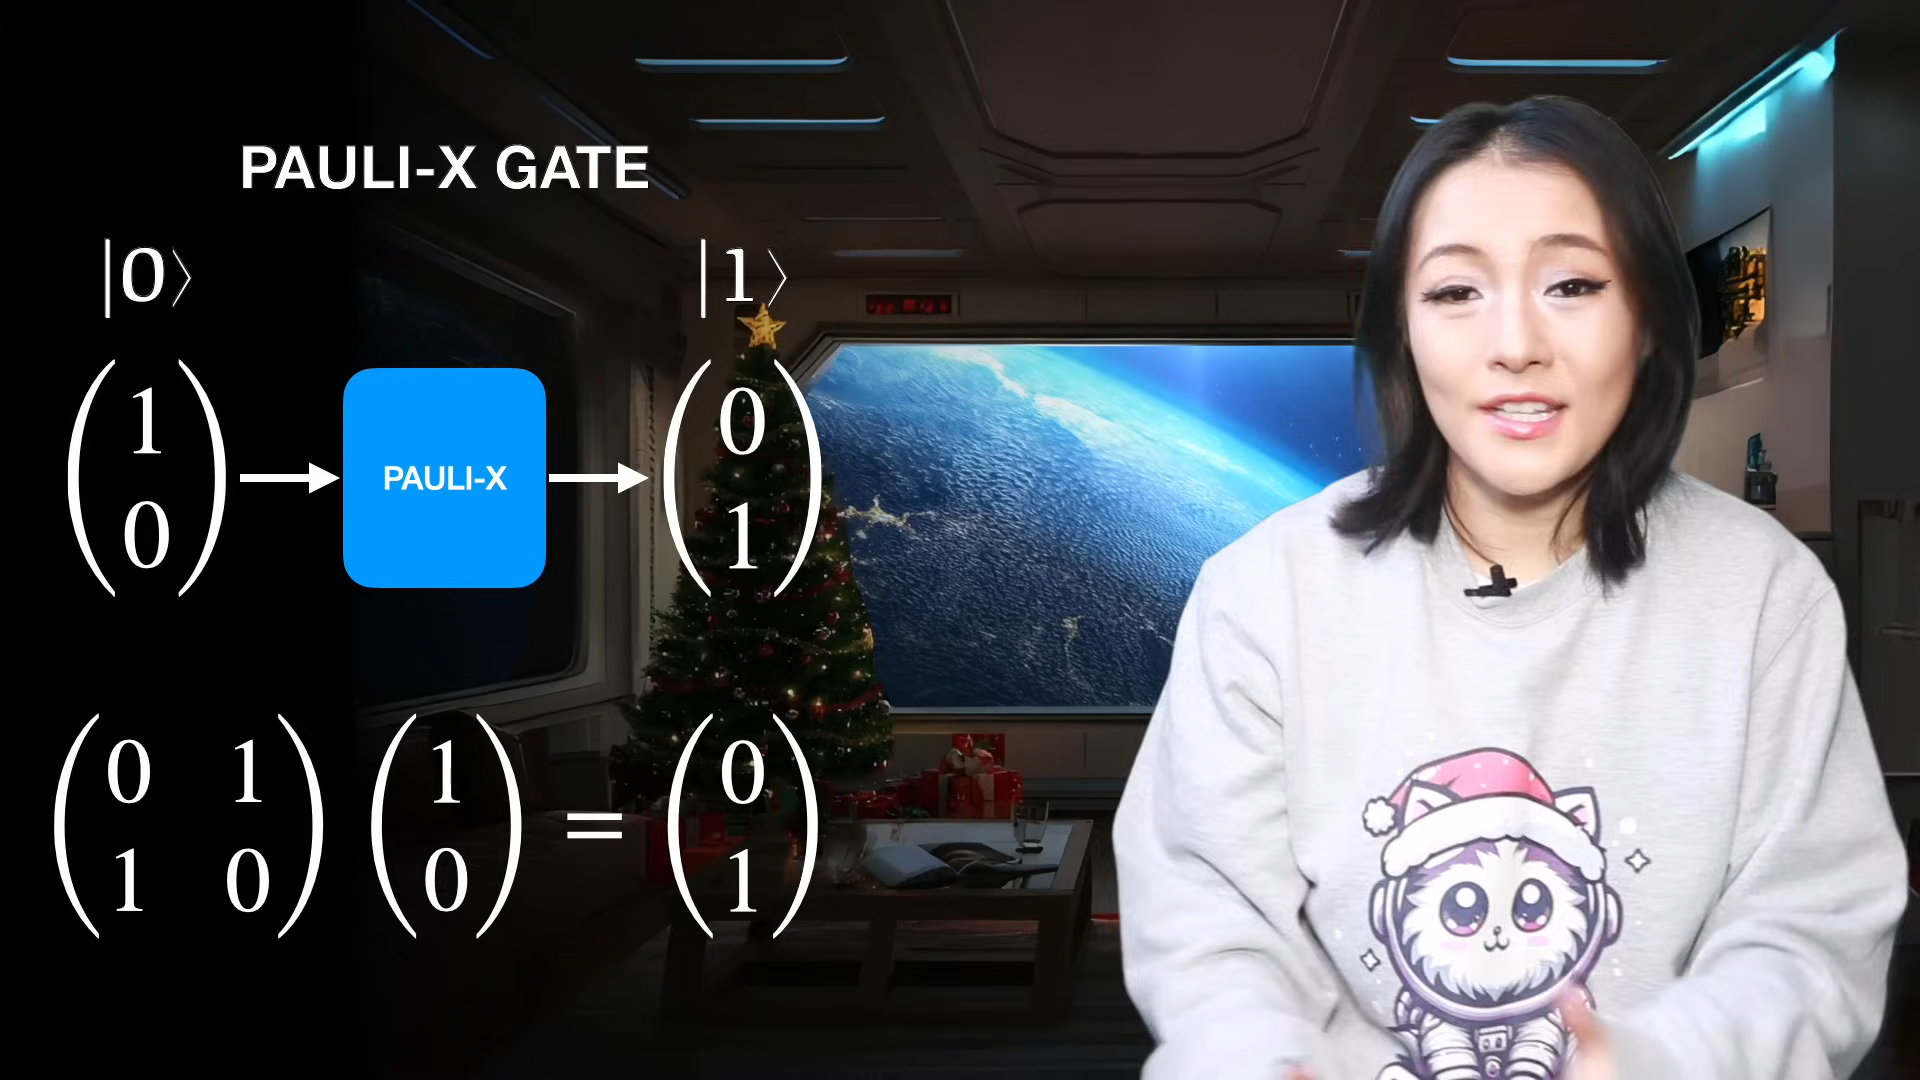 PAULI-X GATE
|0⟩ |1⟩
1 0
PAULI-X
0 1
0 1 1 = 0
1 0 0 1